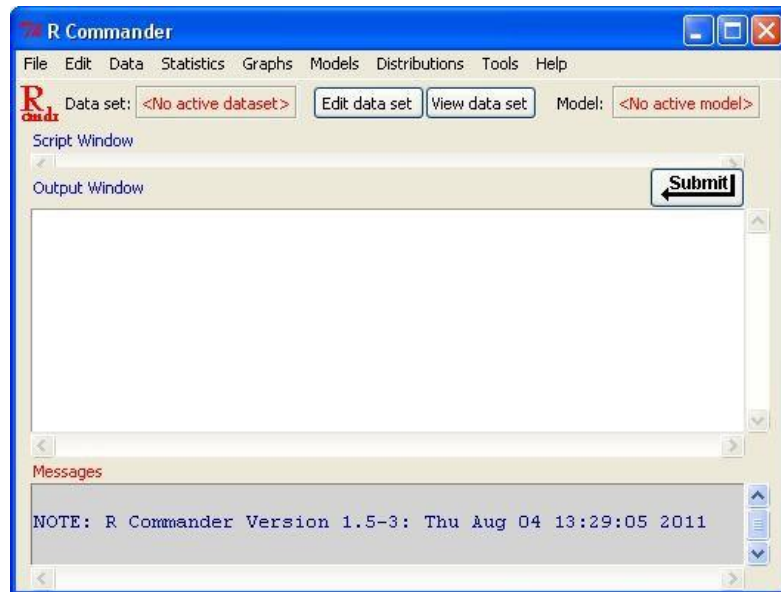 R Commander
File Edit Data Statistics Graphs Models Distributions Tools Help
R cmdr Data set: <No active dataset> Edit data set View data set Model: <No active model>
Script Window
Output Window Submit
Messages
NOTE: R Commander Version 1.5-3: Thu Aug 04 13:29:05 2011